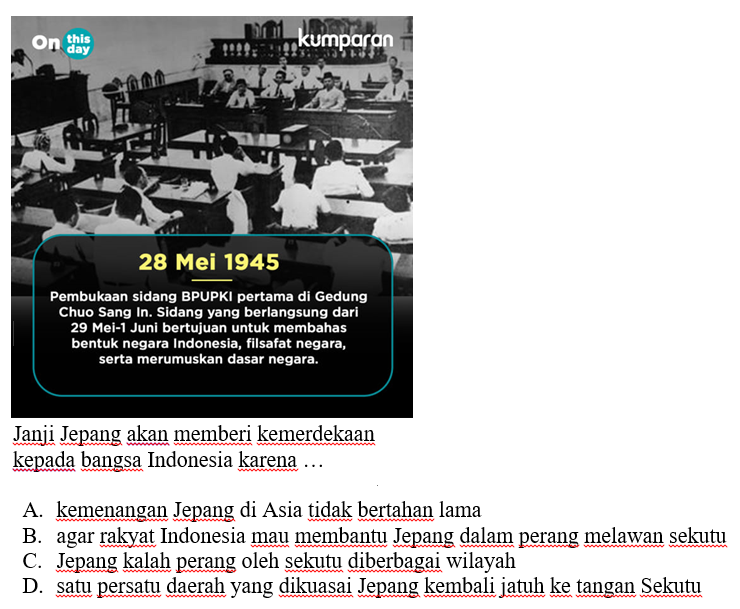 On this day
kumparan
28 Mei 1945
Pembukaan sidang BPUPKI pertama di Gedung
Chuo Sang In. Sidang yang berlangsung dari
29 Mei-1 Juni bertujuan untuk membahas
bentuk negara Indonesia, filsafat negara,
serta merumuskan dasar negara.
Janji Jepang akan memberi kemerdekaan
kepada bangsa Indonesia karena …
A. kemenangan Jepang di Asia tidak bertahan lama
B. agar rakyat Indonesia mau membantu Jepang dalam perang melawan sekutu
C. Jepang kalah perang oleh sekutu diberbagai wilayah
D. satu persatu daerah yang dikuasai Jepang kembali jatuh ke tangan Sekutu